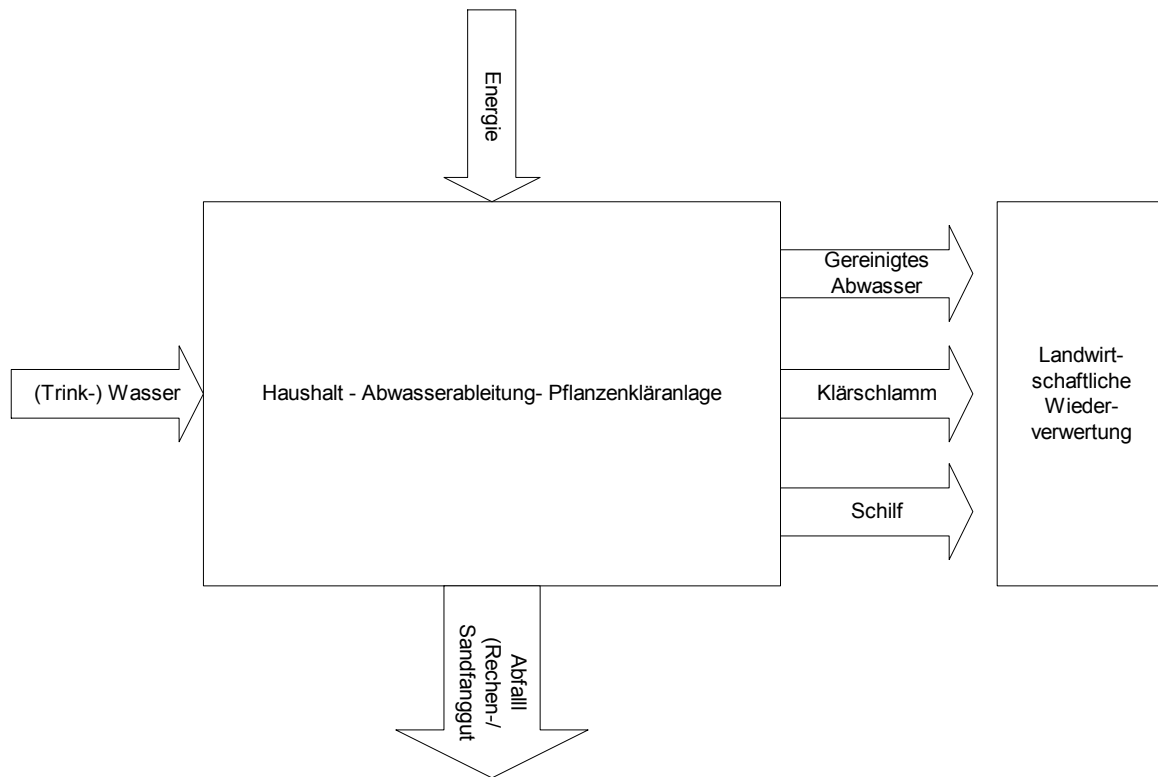 Energie
Gereinigtes
Abwasser
(Trink-) Wasser
Haushalt - Abwasserableitung- Pflanzenkläranlage
Klärschlamm
Landwirt-
schaftliche
Wieder-
verwertung
Schilf
Abfalll
(Rechen-/
Sandfanggut